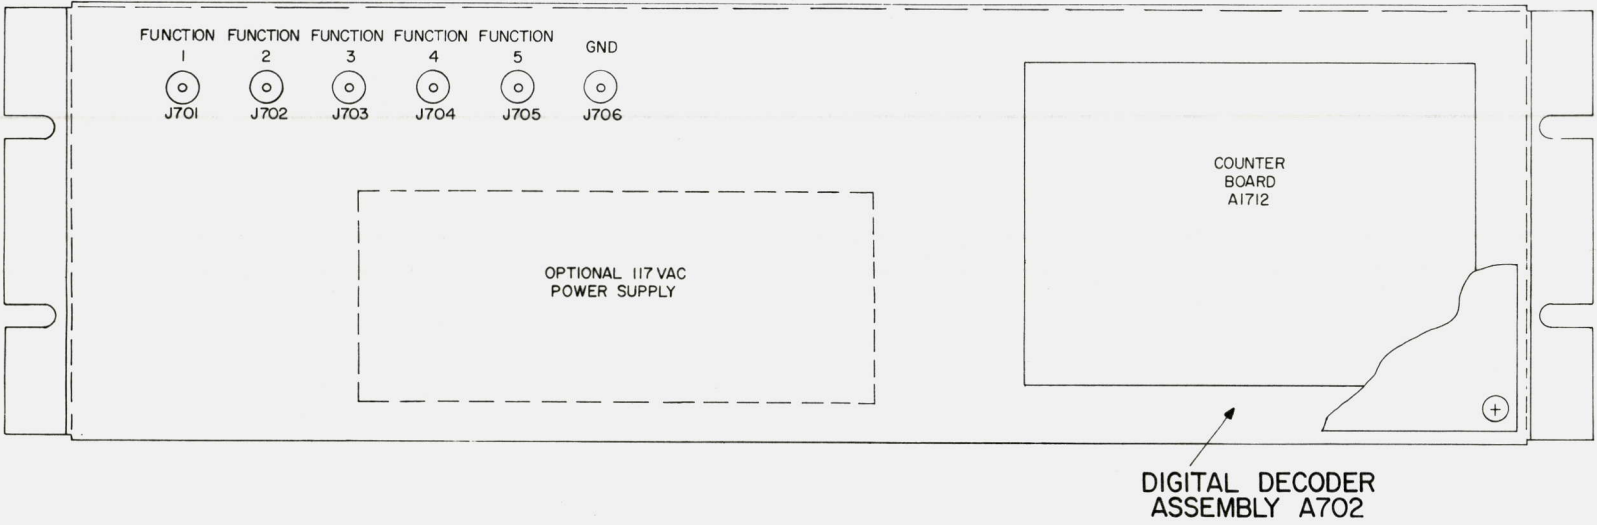 FUNCTION FUNCTION FUNCTION FUNCTION FUNCTION
1 2 3 4 5 GND
J701 J702 J703 J704 J705 J706
COUNTER
BOARD
A1712
OPTIONAL 117 VAC
POWER SUPPLY
DIGITAL DECODER
ASSEMBLY A702